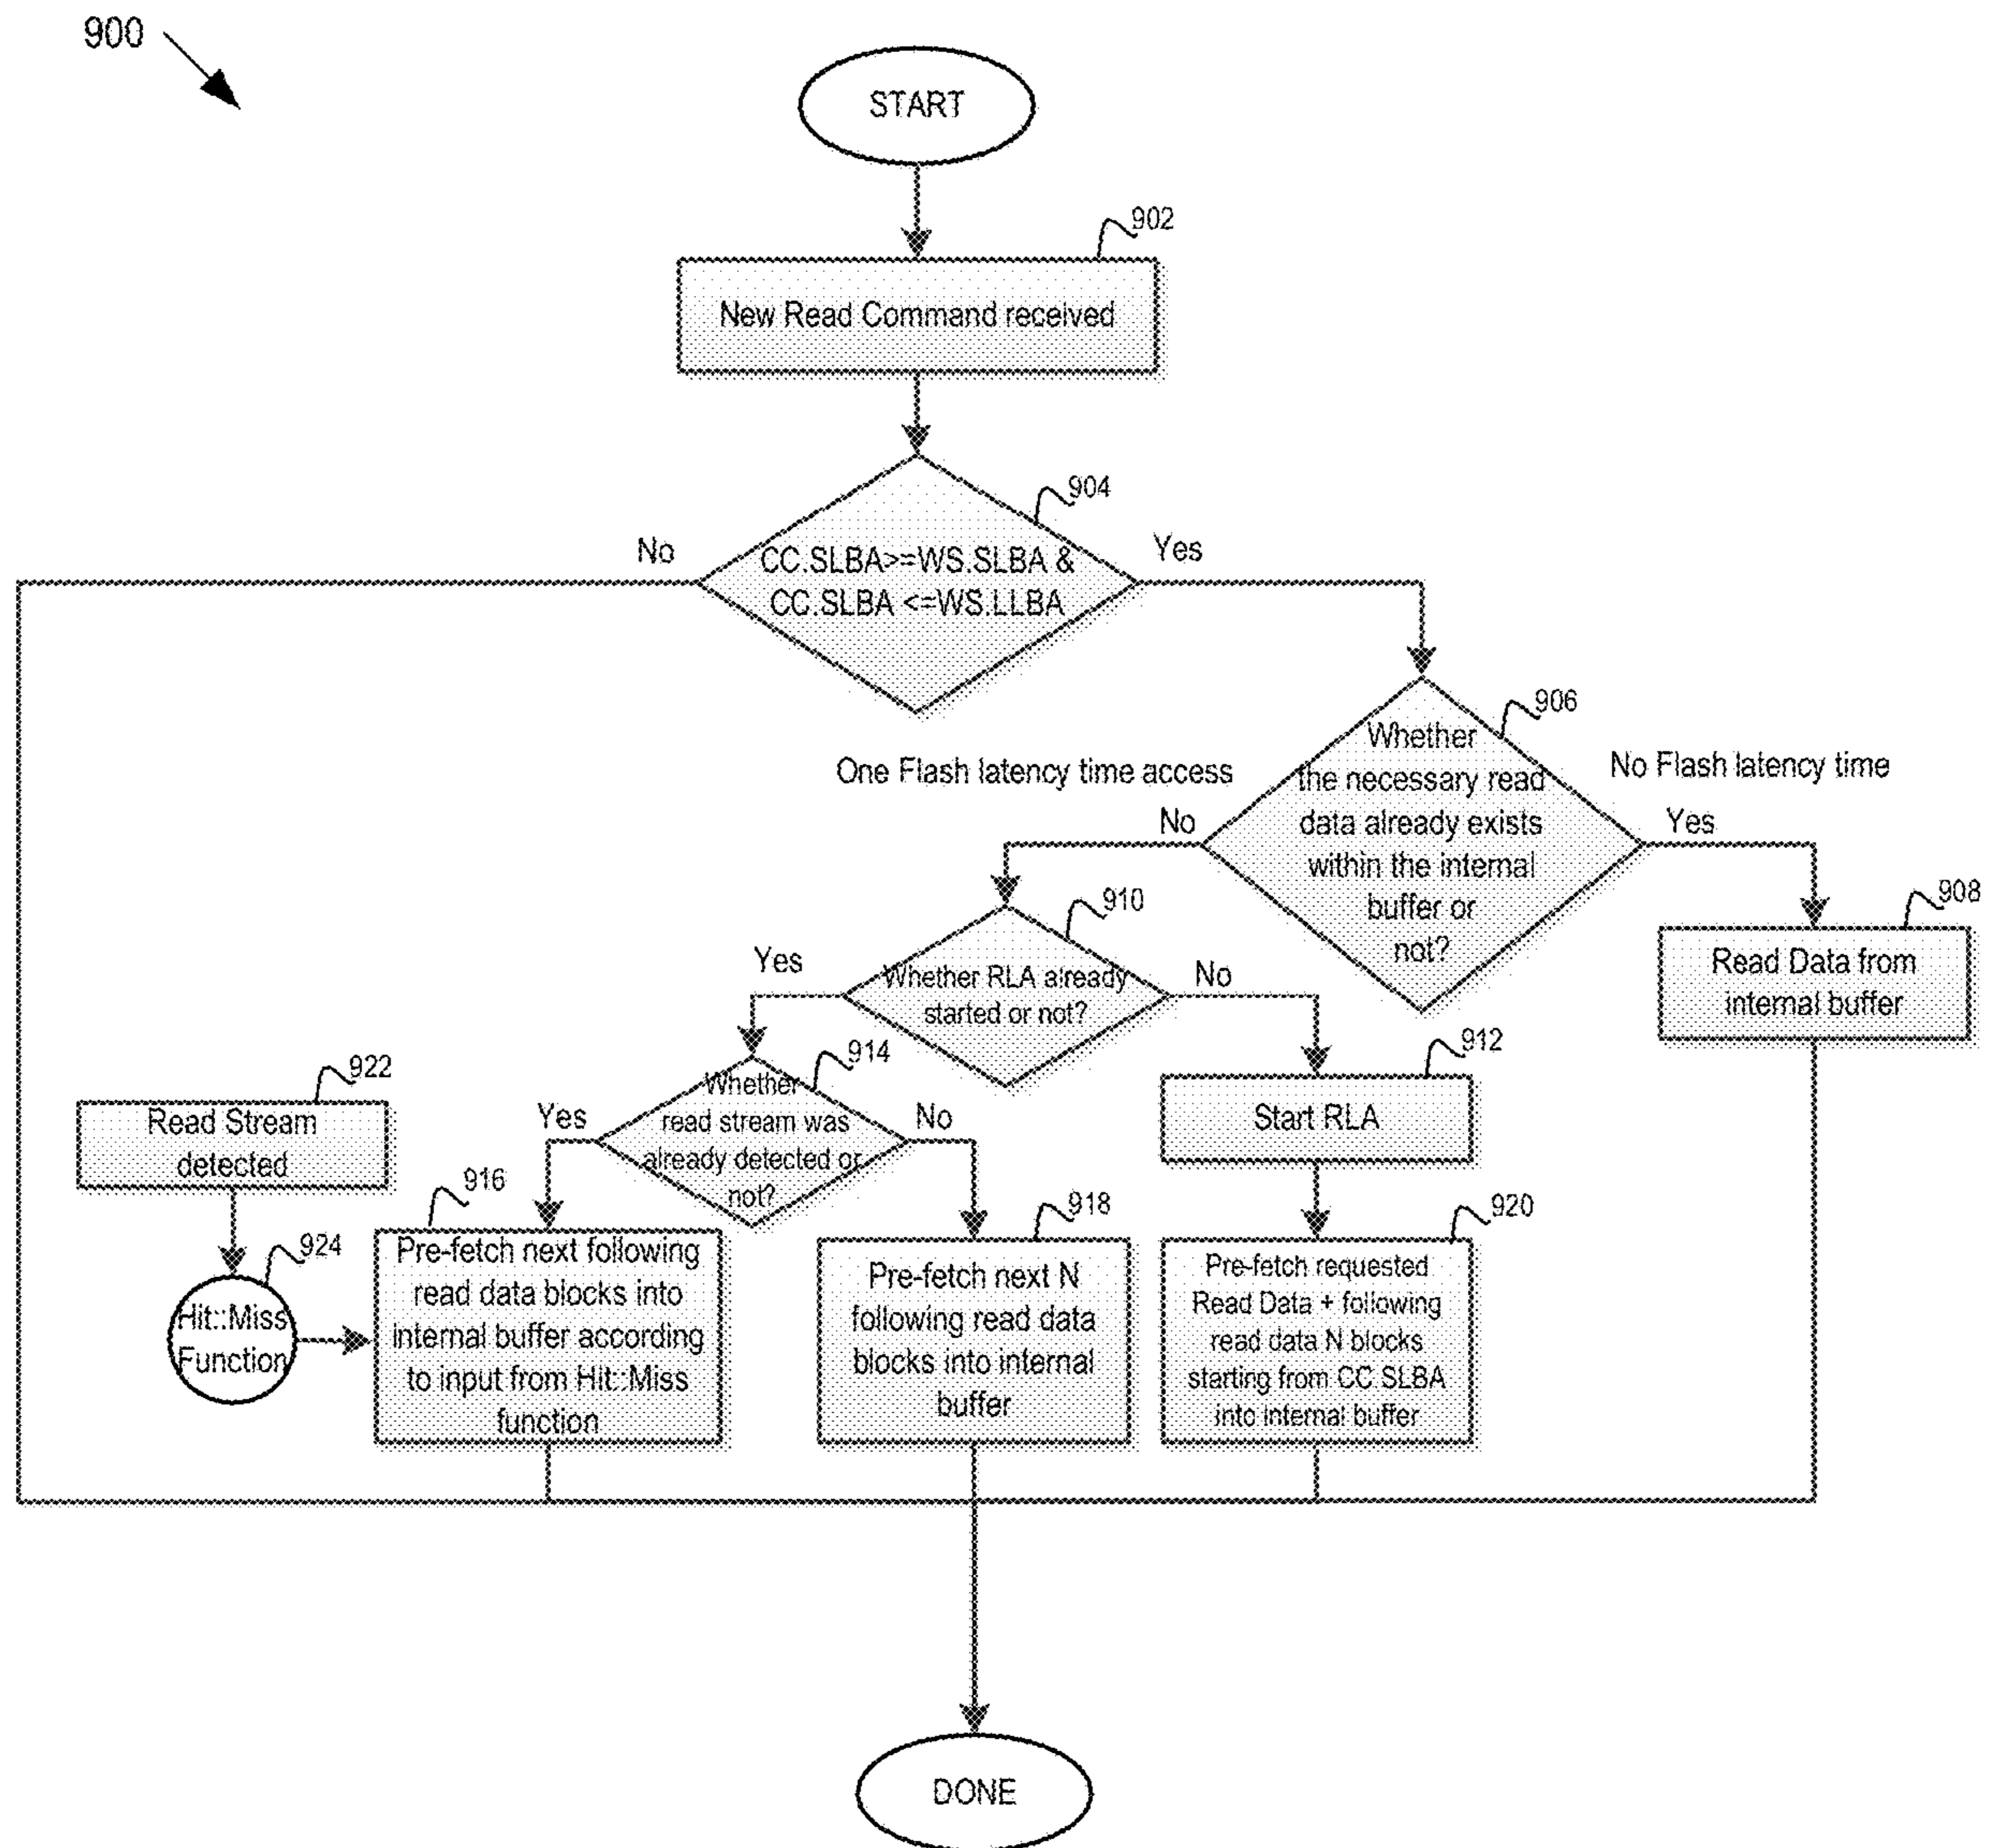 900
START
902
New Read Command received
904
No
CC.SLBA>=WS.SLBA &
CC.SLBA <=WS.LLBA
Yes
906
Whether
the necessary read
data already exists
within the internal
buffer or
not?
One Flash latency time access
No
No Flash latency time
Yes
908
Read Data from
internal buffer
910
Yes
Whether RLA already
started or not?
No
912
Start RLA
914
Yes
Whether
read stream was
already detected or
not?
No
922
Read Stream
detected
924
Hit::Miss
Function
916
Pre-fetch next following
read data blocks into
internal buffer according
to input from Hit::Miss
function
918
Pre-fetch next N
following read data
blocks into internal
buffer
920
Pre-fetch requested
Read Data + following
read data N blocks
starting from CC.SLBA
into internal buffer
DONE